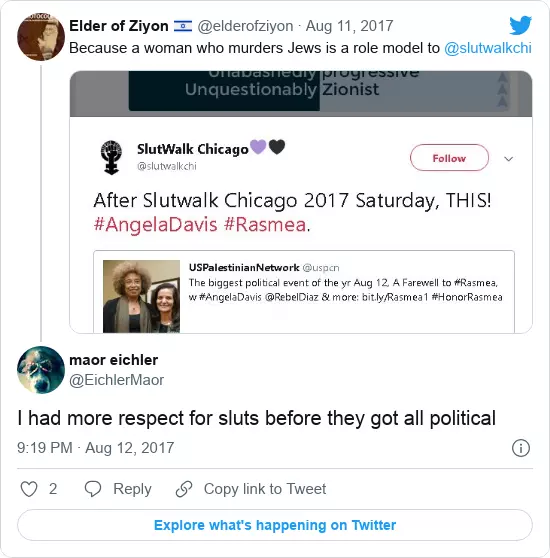 Elder of Ziyon 🇮🇱 @elderofziyon · Aug 11, 2017
Because a woman who murders Jews is a role model to @slutwalkchi
Unabashedly progressive
Unquestionably Zionist
SlutWalk Chicago💜🖤
@slutwalkchi
Follow
After Slutwalk Chicago 2017 Saturday, THIS!
#AngelaDavis #Rasmea.
USPalestinianNetwork @uspcn
The biggest political event of the yr Aug 12, A Farewell to #Rasmea,
w #AngelaDavis @RebelDiaz & more: bit.ly/Rasmea1 #HonorRasmea
maor eichler
@EichlerMaor
I had more respect for sluts before they got all political
9:19 PM · Aug 12, 2017
2 Reply Copy link to Tweet
Explore what's happening on Twitter